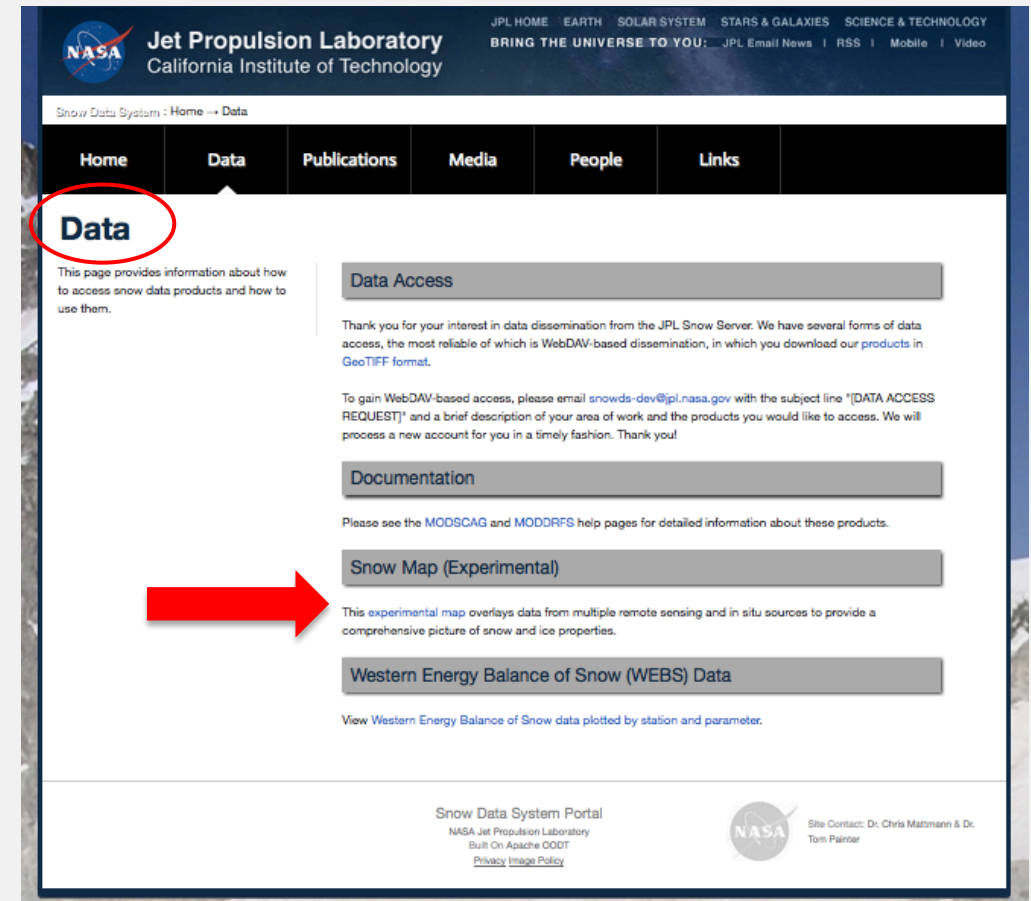 JPL HOME EARTH SOLAR SYSTEM STARS & GALAXIES SCIENCE & TECHNOLOGY
BRING THE UNIVERSE TO YOU: JPL Email News | RSS | Mobile | Video
NASA
Jet Propulsion Laboratory
California Institute of Technology
Snow Data System : Home → Data
Home Data Publications Media People Links
Data
This page provides information about how
to access snow data products and how to
use them.
Data Access
Thank you for your interest in data dissemination from the JPL Snow Server. We have several forms of data
access, the most reliable of which is WebDAV-based dissemination, in which you download our products in
GeoTIFF format.
To gain WebDAV-based access, please email snowds-dev@jpl.nasa.gov with the subject line "[DATA ACCESS
REQUEST]" and a brief description of your area of work and the products you would like to access. We will
process a new account for you in a timely fashion. Thank you!
Documentation
Please see the MODSCAG and MODDRFS help pages for detailed information about these products.
Snow Map (Experimental)
This experimental map overlays data from multiple remote sensing and in situ sources to provide a
comprehensive picture of snow and ice properties.
Western Energy Balance of Snow (WEBS) Data
View Western Energy Balance of Snow data plotted by station and parameter.
Snow Data System Portal
NASA Jet Propulsion Laboratory
Built On Apache OODT
Privacy Image Policy
NASA
Site Contact: Dr. Chris Mattmann & Dr.
Tom Painter